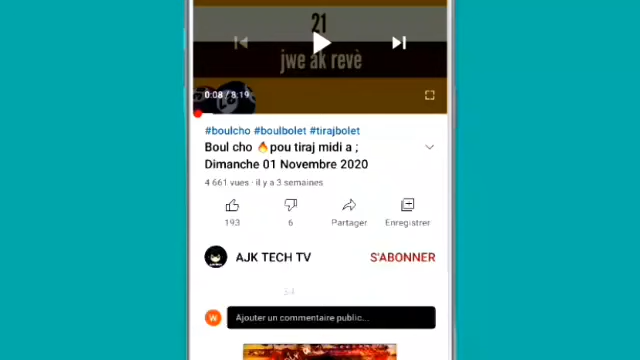 21
jwe ak revè
0:08 / 8:19
#boulcho #boulbolet #tirajbolet
Boul cho 🔥pou tiraj midi a ;
Dimanche 01 Novembre 2020
4 661 vues · il y a 3 semaines
193
6
Partager
Enregistrer
AJK TECH TV
S'ABONNER
W
Ajouter un commentaire public...